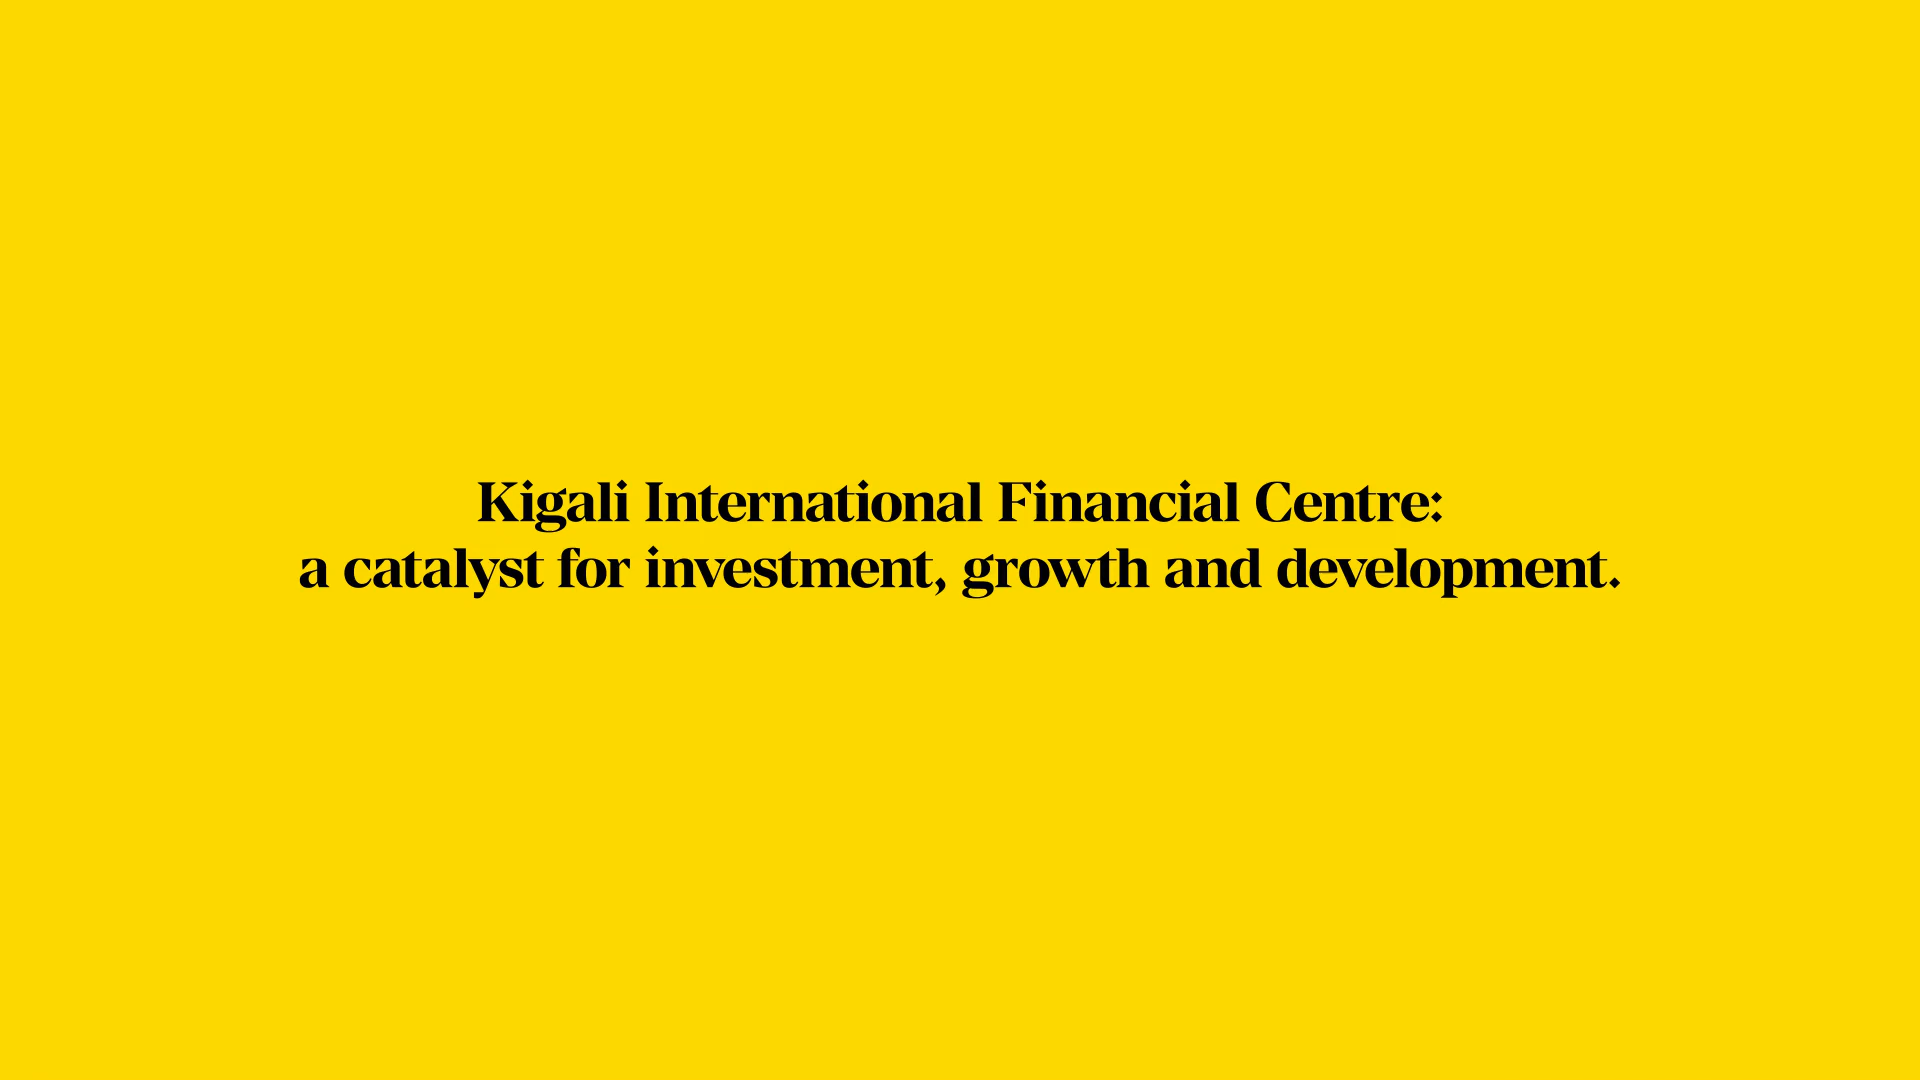 Kigali International Financial Centre:
a catalyst for investment, growth and development.